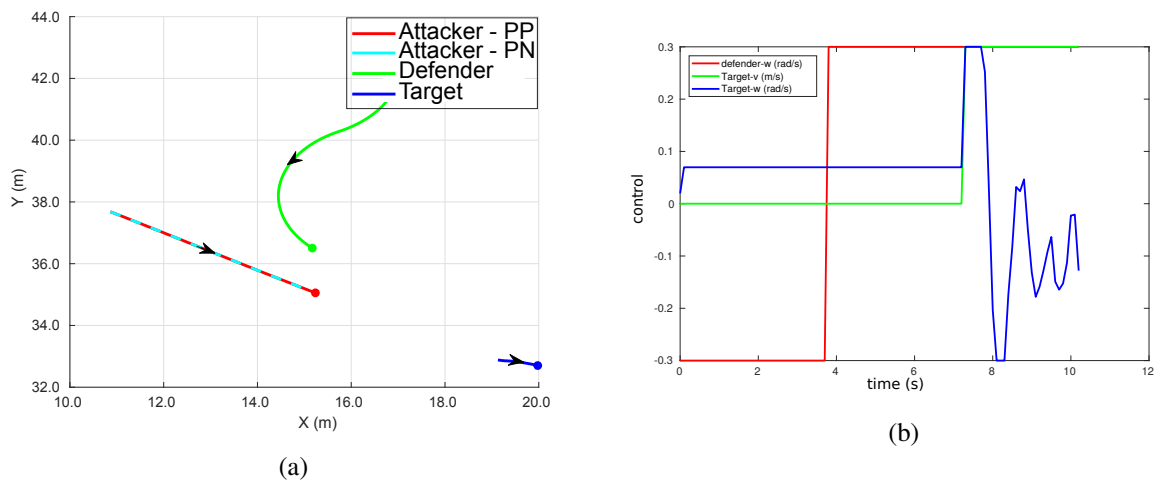 44.0
42.0
40.0
38.0
36.0
34.0
32.0
Y (m)
10.0 12.0 14.0 16.0 18.0 20.0
X (m)
Attacker - PP
Attacker - PN
Defender
Target
(a)
0.3
0.2
0.1
0
-0.1
-0.2
-0.3
control
0 2 4 6 8 10 12
time (s)
defender-w (rad/s)
Target-v (m/s)
Target-w (rad/s)
(b)